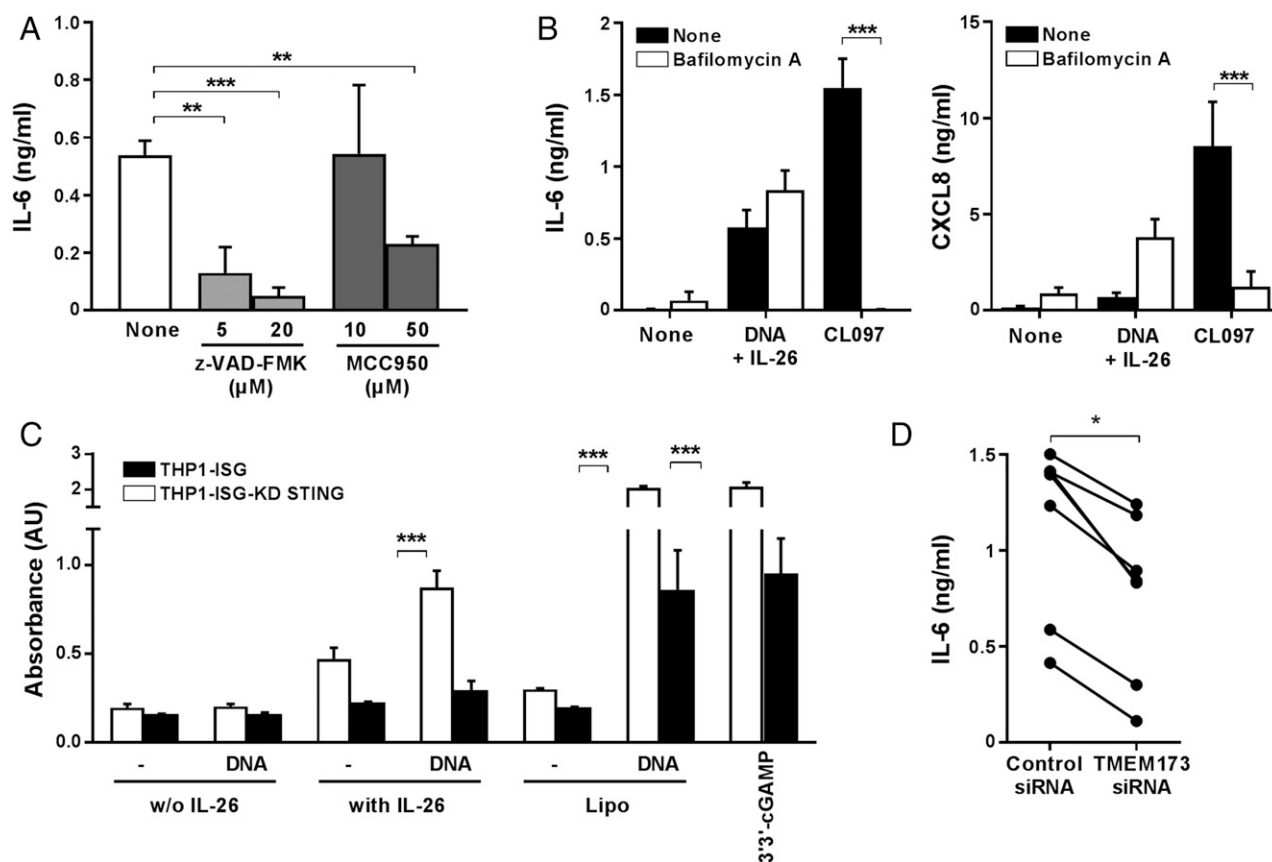 A
IL-6 (ng/ml)
1.0
0.8
0.6
0.4
0.2
0
**
***
**
None
5
20
10
50
z-VAD-FMK
(µM)
MCC950
(µM)
B
IL-6 (ng/ml)
2
1.5
1
0.5
0
None
Bafilomycin A
***
None
DNA
+ IL-26
CL097
CXCL8 (ng/ml)
15
10
5
0
None
Bafilomycin A
***
None
DNA
+ IL-26
CL097
C
Absorbance (AU)
3
2
1.0
0.5
0.0
THP1-ISG
THP1-ISG-KD STING
***
***
***
-
DNA
-
DNA
-
DNA
w/o IL-26
with IL-26
Lipo
3'3'-cGAMP
D
IL-6 (ng/ml)
1.5
1
0.5
0
*
Control
siRNA
TMEM173
siRNA